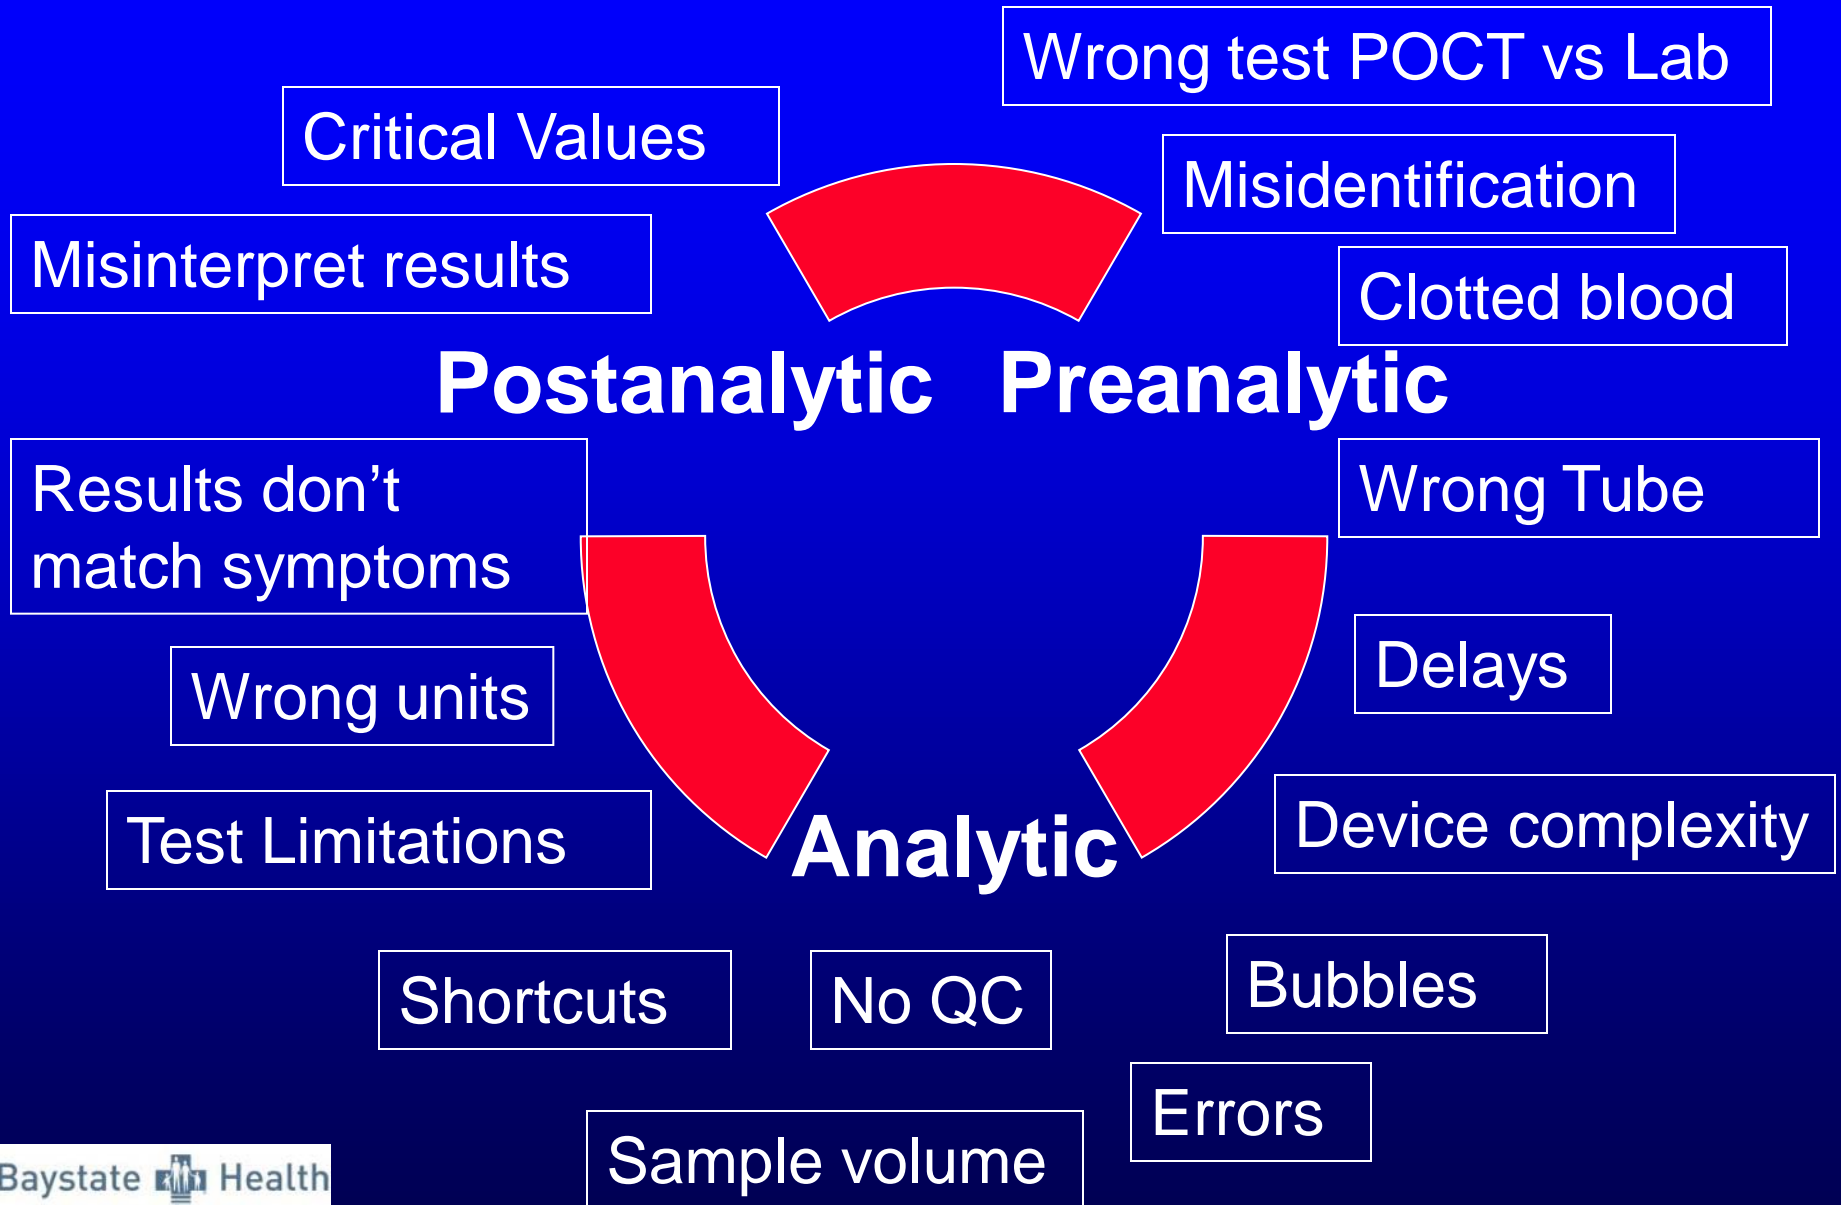 Wrong test POCT vs Lab
Critical Values
Misidentification
Misinterpret results
Clotted blood
Postanalytic
Preanalytic
Results don’t
match symptoms
Wrong Tube
Wrong units
Delays
Test Limitations
Analytic
Device complexity
Shortcuts
No QC
Bubbles
Errors
Sample volume
Baystate Health